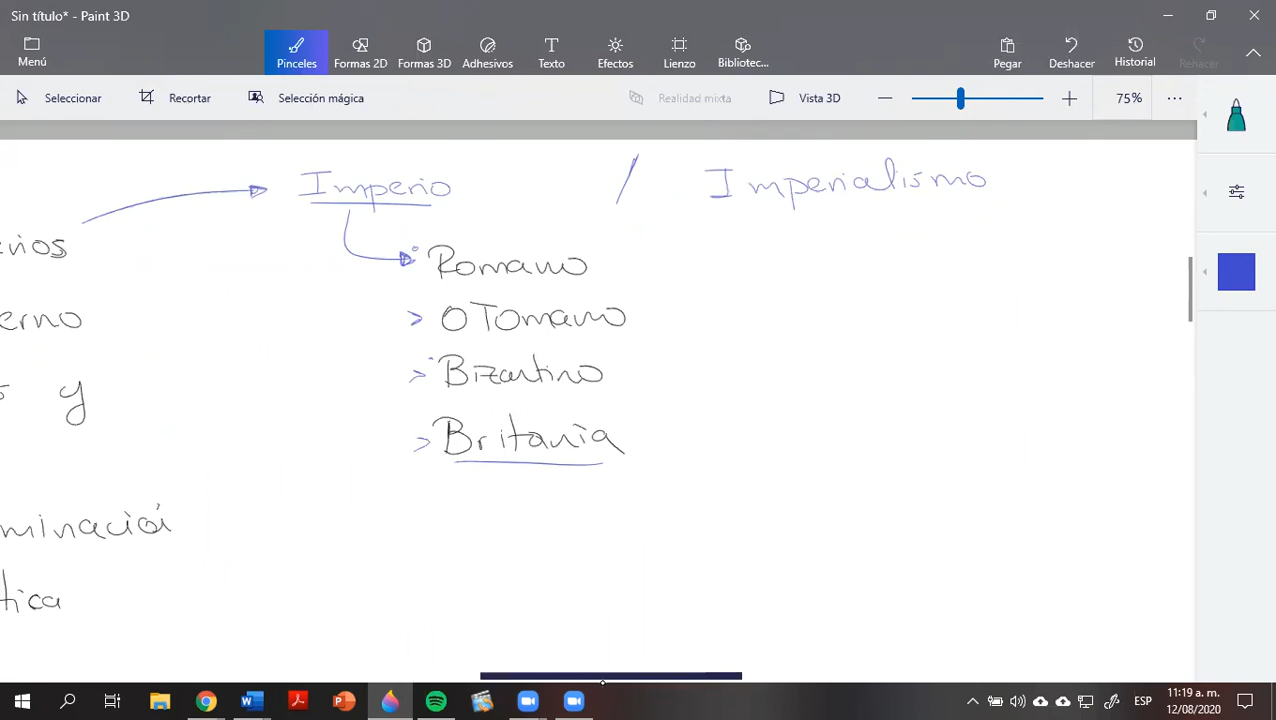 Sin título* - Paint 3D
Menú
Pinceles
Formas 2D
Formas 3D
Adhesivos
Texto
Efectos
Lienzo
Bibliotec...
Pegar
Deshacer
Historial
Rehacer
Seleccionar
Recortar
Selección mágica
Realidad mixta
Vista 3D
75%
Imperio / Imperialismo
erios
Romano
erno
> OTomano
> Bizantino
y
> Britania
minació
tica
ESP
11:19 a. m.
12/08/2020